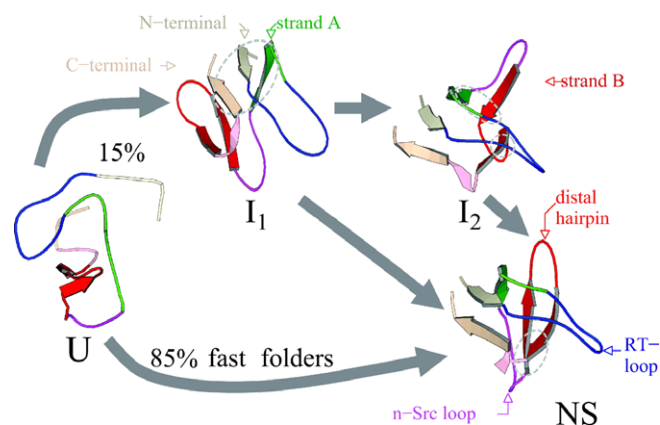 N−terminal
strand A
C−terminal
strand B
15%
I1
I2
distal
hairpin
U
85% fast folders
RT−
loop
n−Src loop
NS